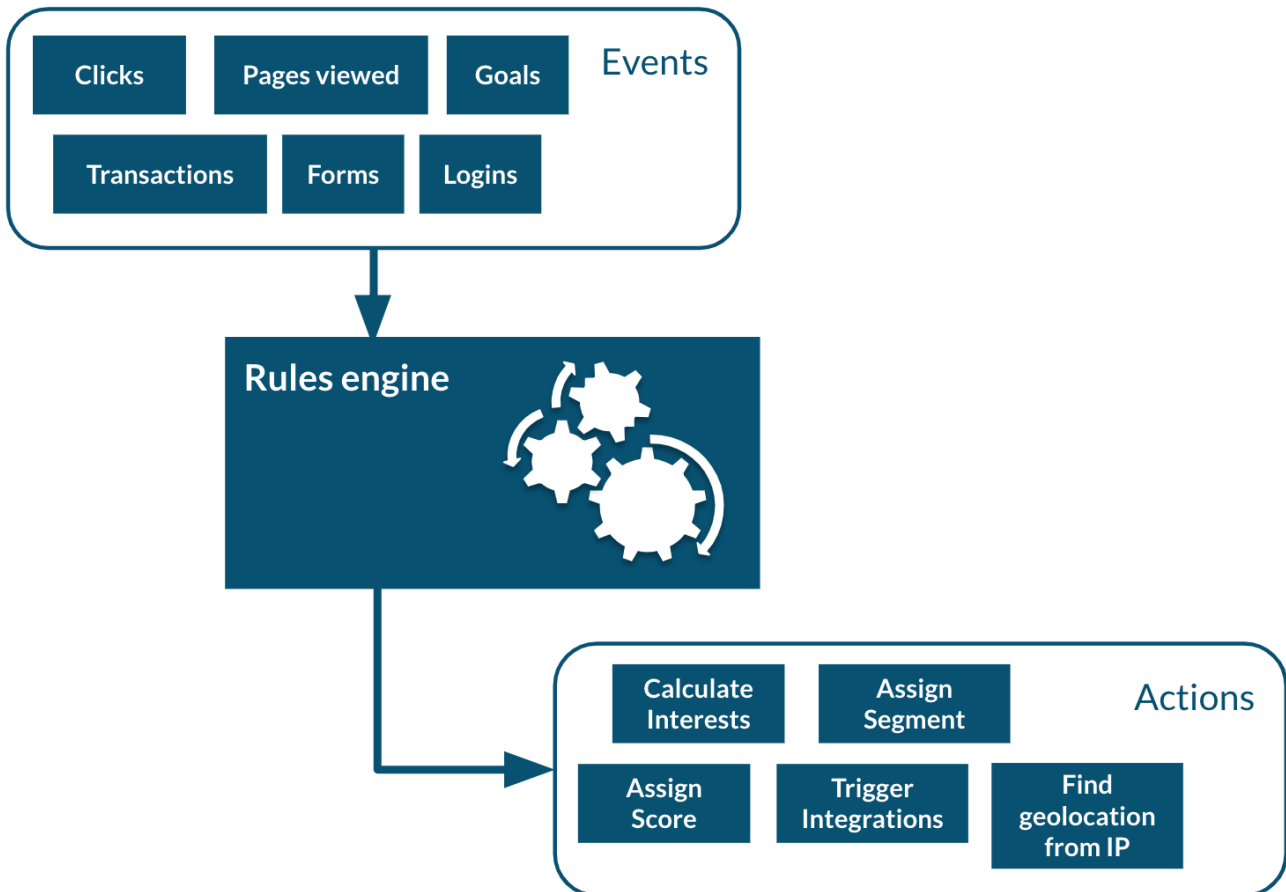 Events
Clicks
Pages viewed
Goals
Transactions
Forms
Logins
Rules engine
Actions
Calculate
Interests
Assign
Segment
Assign
Score
Trigger
Integrations
Find
geolocation
from IP